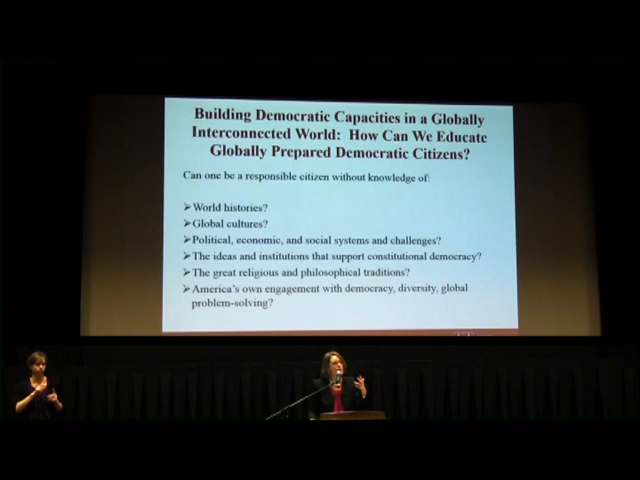 Building Democratic Capacities in a Globally
Interconnected World: How Can We Educate
Globally Prepared Democratic Citizens?
Can one be a responsible citizen without knowledge of:
➢World histories?
➢Global cultures?
➢Political, economic, and social systems and challenges?
➢The ideas and institutions that support constitutional democracy?
➢The great religious and philosophical traditions?
➢America's own engagement with democracy, diversity, global
problem-solving?